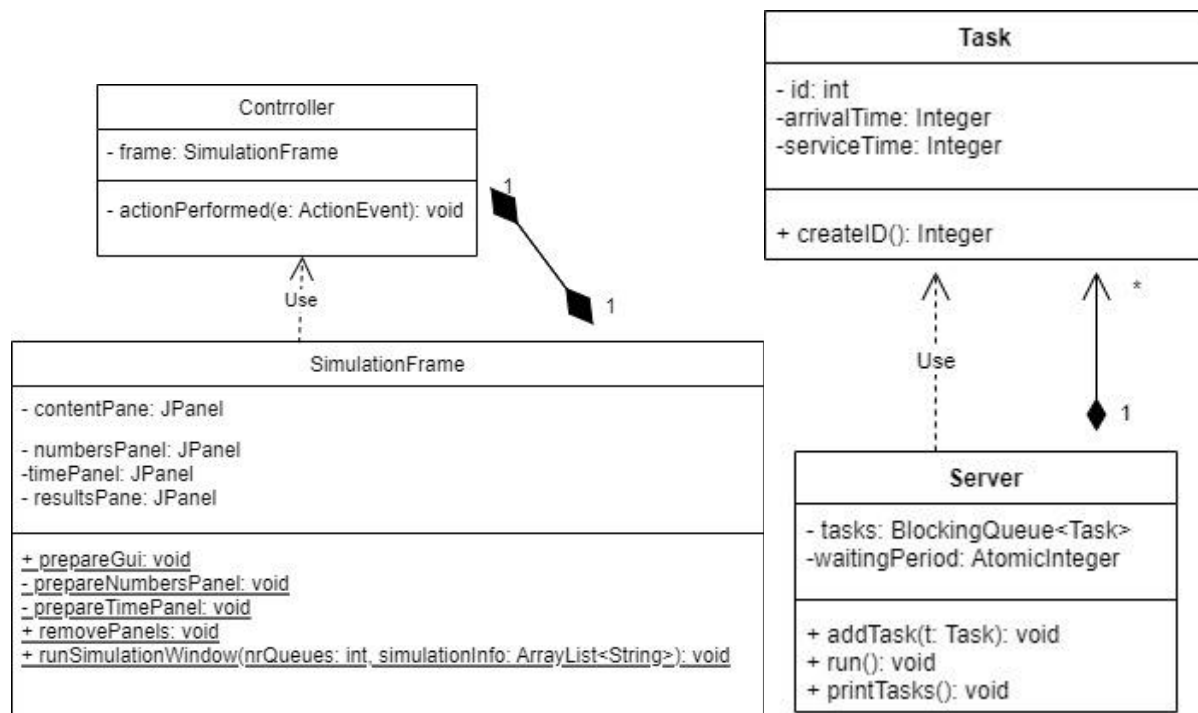 Contrroller
- frame: SimulationFrame
- actionPerformed(e: ActionEvent): void
1
1
Use
SimulationFrame
- contentPane: JPanel
- numbersPanel: JPanel
-timePanel: JPanel
- resultsPane: JPanel
+ prepareGui: void
- prepareNumbersPanel: void
- prepareTimePanel: void
+ removePanels: void
+ runSimulationWindow(nrQueues: int, simulationInfo: ArrayList<String>): void
Task
- id: int
-arrivalTime: Integer
-serviceTime: Integer
+ createID(): Integer
*
Use
1
Server
- tasks: BlockingQueue<Task>
-waitingPeriod: AtomicInteger
+ addTask(t: Task): void
+ run(): void
+ printTasks(): void